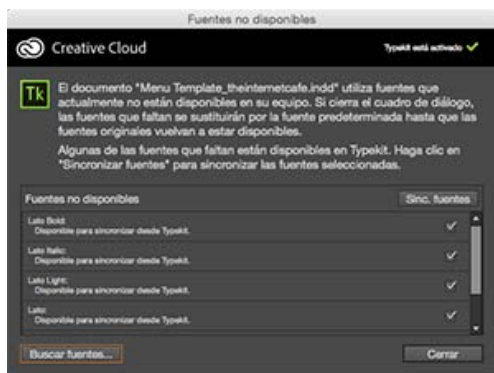 Fuentes no disponibles
Creative Cloud
Typekit está activado
Tk
El documento "Menu Template_theinternetcafe.indd" utiliza fuentes que
actualmente no están disponibles en su equipo. Si cierra el cuadro de diálogo,
las fuentes que faltan se sustituirán por la fuente predeterminada hasta que las
fuentes originales vuelvan a estar disponibles.
Algunas de las fuentes que faltan están disponibles en Typekit. Haga clic en
"Sincronizar fuentes" para sincronizar las fuentes seleccionadas.
Fuentes no disponibles
Sinc. fuentes
Lato Bold:
Disponible para sincronizar desde Typekit.
Lato Italic:
Disponible para sincronizar desde Typekit.
Lato Light:
Disponible para sincronizar desde Typekit.
Lato:
Disponible para sincronizar desde Typekit.
Buscar fuentes...
Cerrar